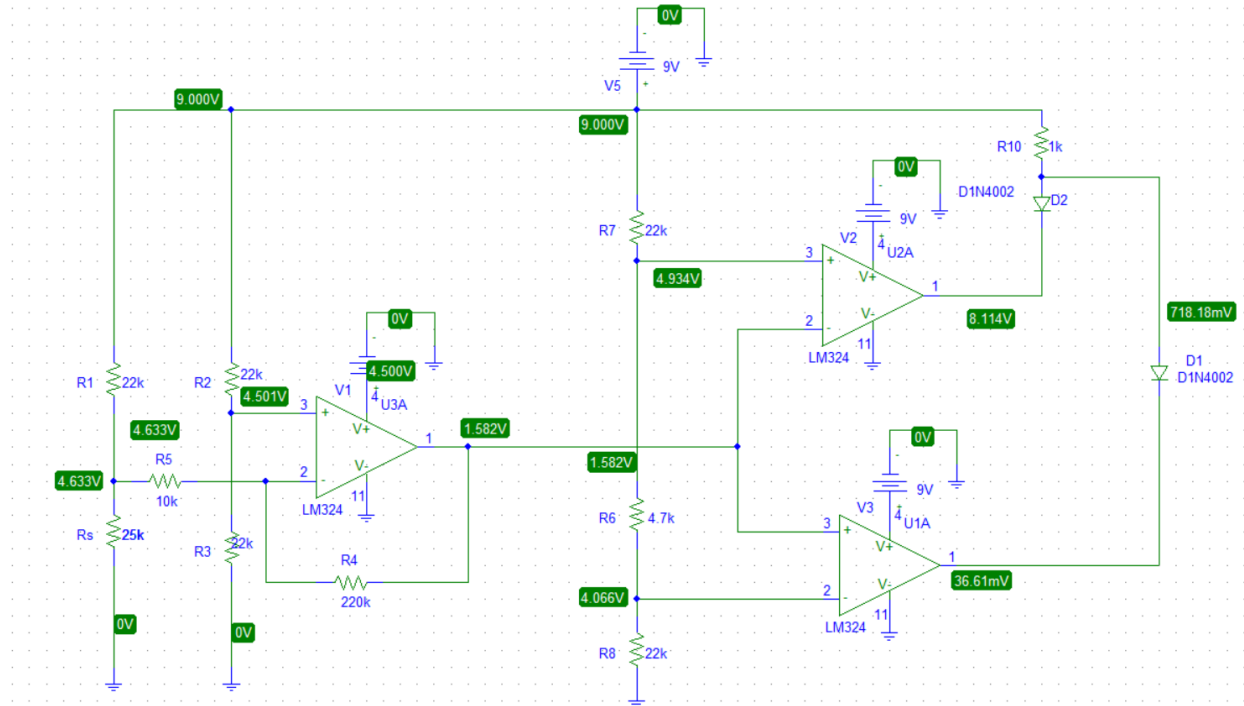 0V
-
9V
V5
+
9.000V
9.000V
R10
1k
0V
D1N4002
D2
-
9V
V2
+
4
U2A
R7
22k
3
+
V+
4.934V
1
2
-
V-
8.114V
718.18mV
11
LM324
0V
-
D1
D1N4002
R1
22k
R2
22k
V1
4.500V
+
4
U3A
4.501V
3
+
V+
4.633V
1
1.582V
0V
R5
V-
1.582V
4.633V
2
-
-
10k
11
9V
LM324
V3
+
4
U1A
Rs
25k
R6
4.7k
3
+
V+
R3
22k
1
R4
V-
36.61mV
220k
4.066V
2
-
11
0V
0V
LM324
R8
22k